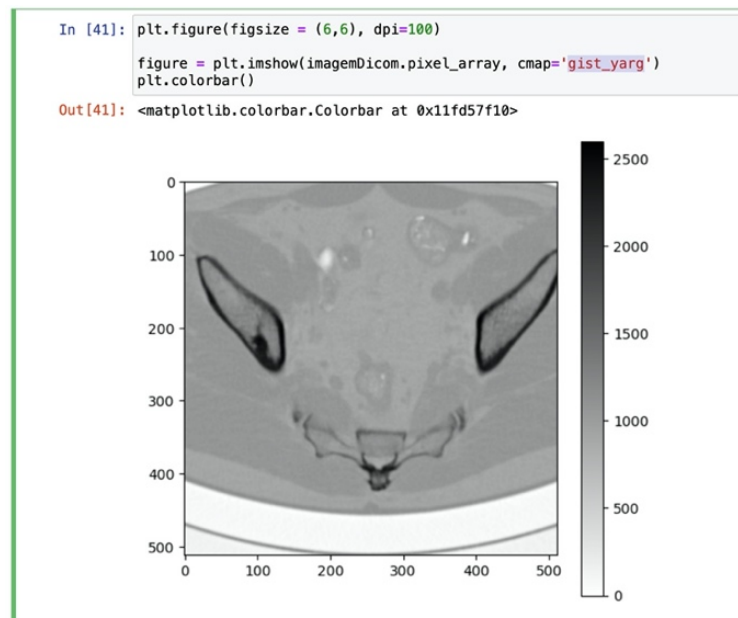 In [41]: plt.figure(figsize = (6,6), dpi=100)
figure = plt.imshow(imagemDicom.pixel_array, cmap='gist_yarg')
plt.colorbar()
Out[41]: <matplotlib.colorbar.Colorbar at 0x11fd57f10>
0
100
200
300
400
500
0 100 200 300 400 500
2500
2000
1500
1000
500
0